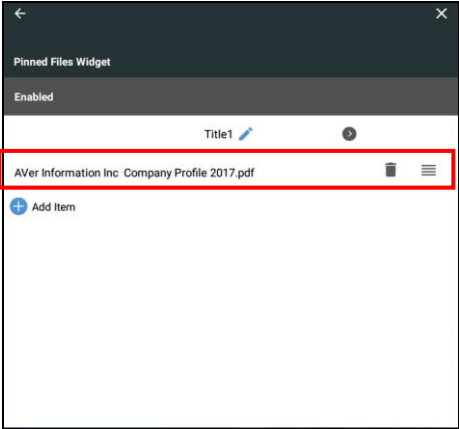 Pinned Files Widget
Enabled
Title1
AVer Information Inc Company Profile 2017.pdf
Add Item